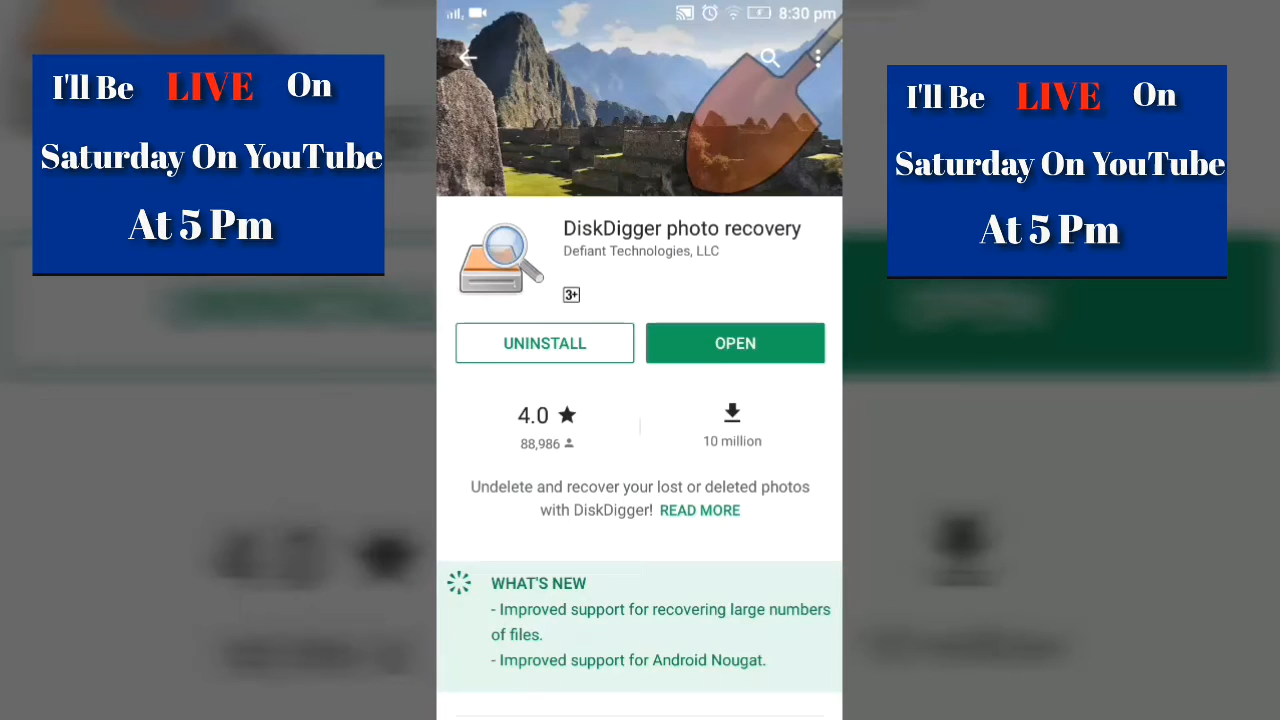 I'll Be LIVE On
Saturday On YouTube
At 5 Pm
8:30 pm
DiskDigger photo recovery
Defiant Technologies, LLC
3+
UNINSTALL
OPEN
4.0
88,986
10 million
Undelete and recover your lost or deleted photos
with DiskDigger! READ MORE
WHAT'S NEW
- Improved support for recovering large numbers
of files.
- Improved support for Android Nougat.
I'll Be LIVE On
Saturday On YouTube
At 5 Pm